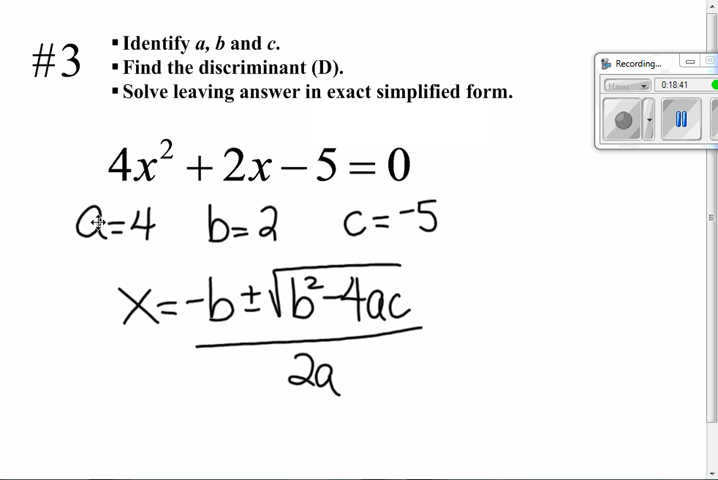 #3
▪ Identify a, b and c.
▪ Find the discriminant (D).
▪ Solve leaving answer in exact simplified form.
Recording...
Menu
0:18:41
4x² + 2x − 5 = 0
a=4 b=2 c=-5
x= -b ± √b²-4ac
2a